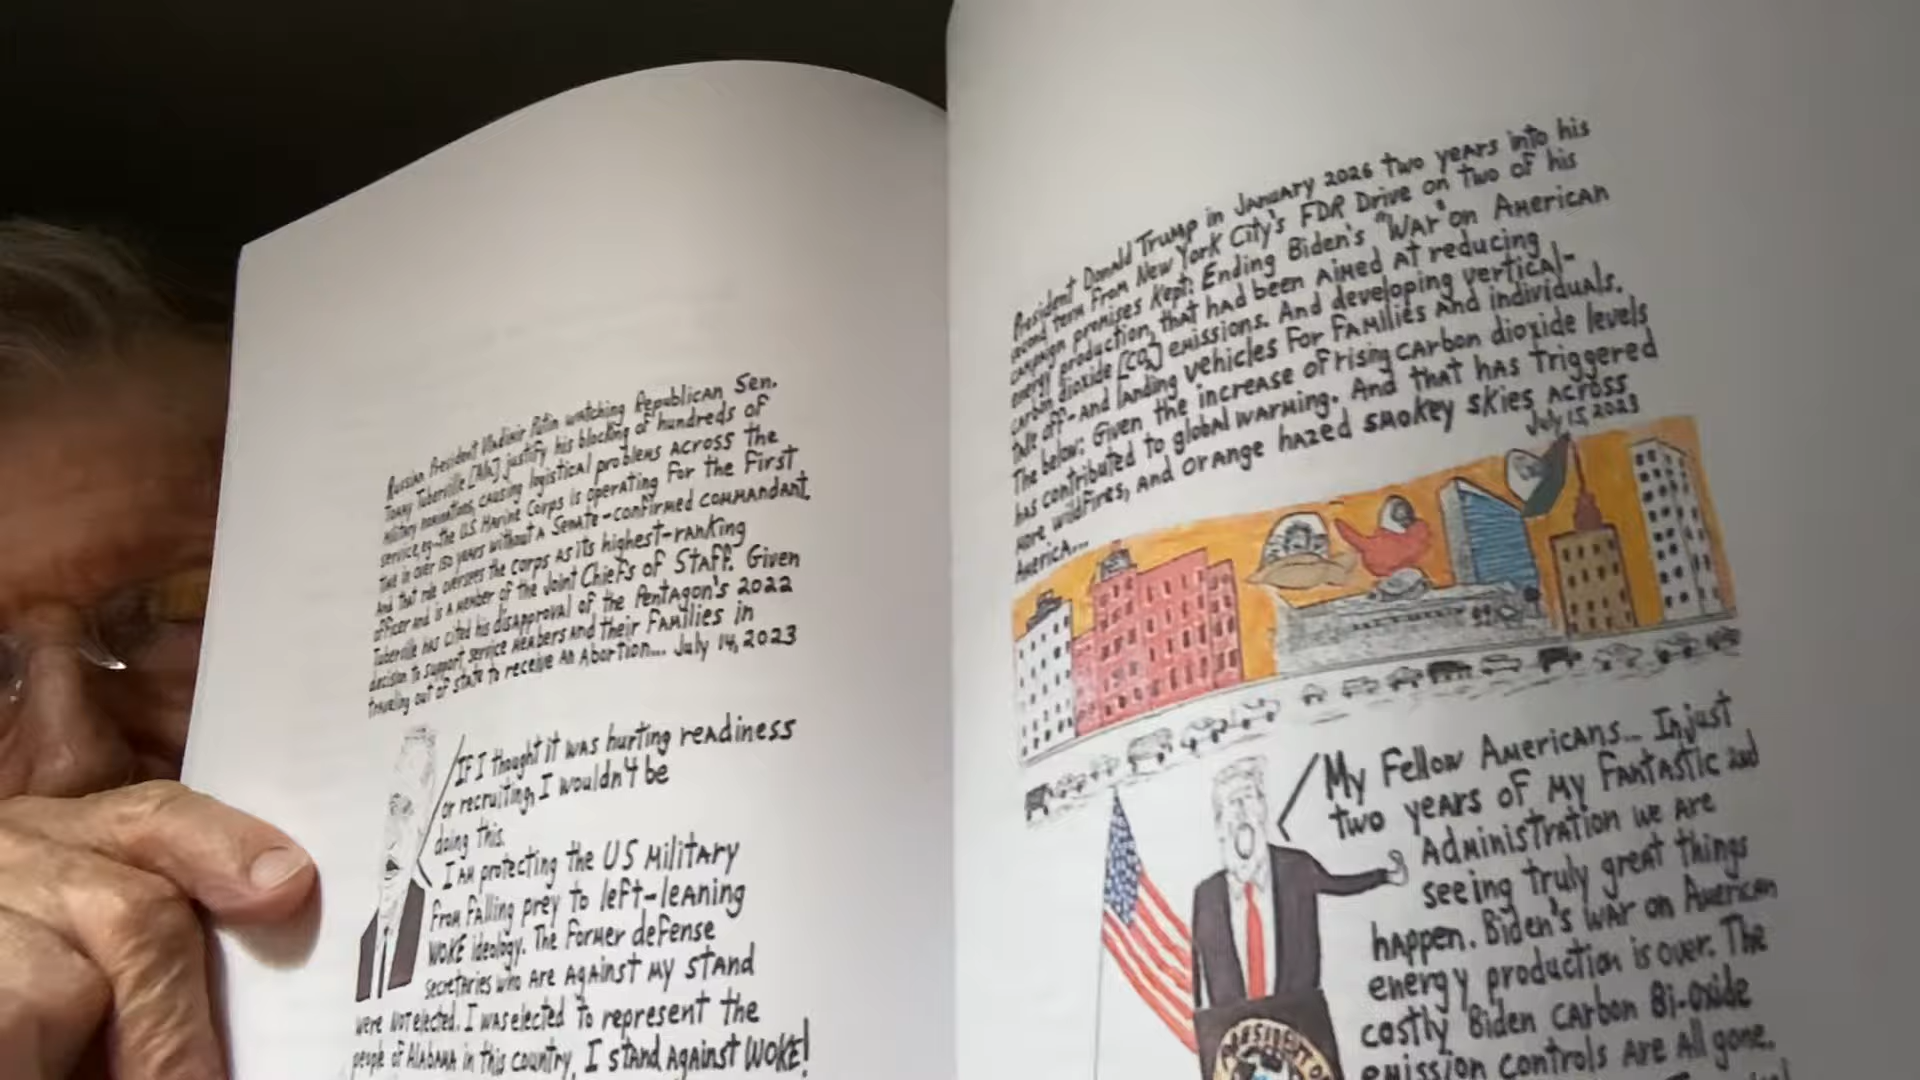 Russian President Vladimir Putin watching Republican Sen.
Tommy Tuberville [Ala.] justify his blocking of hundreds of
military nominations, causing logistical problems across the
service, eg-the U.S. Marine Corps is operating for the first
time in over 150 years without a Senate-confirmed commandant.
And that role oversees the corps as its highest-ranking
officer and is a member of the Joint Chiefs of Staff. Given
Tuberville has cited his disapproval of the Pentagon's 2022
decision to support service members and their families in
traveling out of state to receive an Abortion... July 14, 2023
If I thought it was hurting readiness
or recruiting, I wouldn't be
doing this.
I am protecting the US Military
from falling prey to left-leaning
WOKE ideology. The former defense
secretaries who are against my stand
were NOT elected. I was elected to represent the
people of Alabama in this country. I stand against WOKE!
President Donald Trump in January 2026 two years into his
second term from New York City's FDR Drive on two of his
campaign promises kept: Ending Biden's "War" on American
energy production, that had been aimed at reducing
carbon dioxide [CO2] emissions. And developing vertical-
take off-and landing vehicles for families and individuals.
The below: Given the increase of rising carbon dioxide levels
has contributed to global warming. And that has triggered
more wildfires, and orange hazed smokey skies across
America...
July 15, 2023
My Fellow Americans... In just
two years of my fantastic 2nd
Administration we are
seeing truly great things
happen. Biden's war on American
energy production is over. The
costly Biden carbon Bi-oxide
emission controls are all gone.
PRESIDENT OF